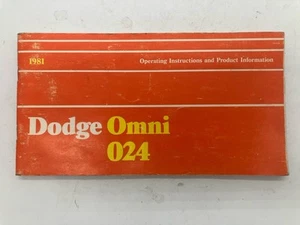 1981 Operating Instructions and Product Information
Dodge Omni
024